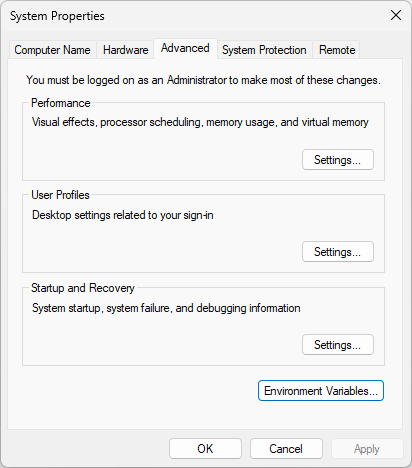 System Properties
Computer Name
Hardware
Advanced
System Protection
Remote
You must be logged on as an Administrator to make most of these changes.
Performance
Visual effects, processor scheduling, memory usage, and virtual memory
Settings...
User Profiles
Desktop settings related to your sign-in
Settings...
Startup and Recovery
System startup, system failure, and debugging information
Settings...
Environment Variables...
OK
Cancel
Apply